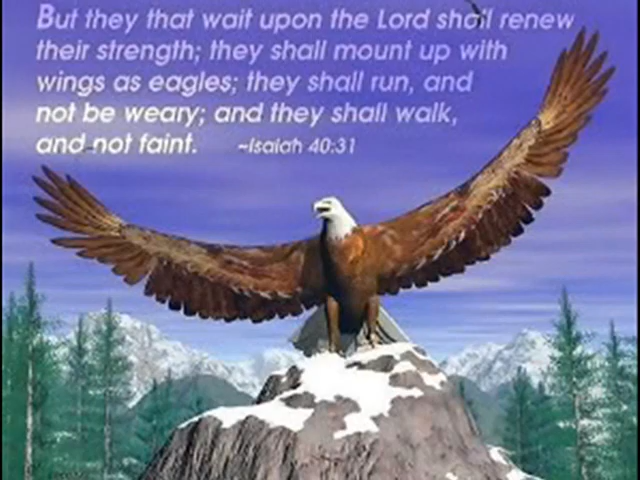 But they that wait upon the Lord shall renew
their strength; they shall mount up with
wings as eagles; they shall run, and
not be weary; and they shall walk,
and not faint. ~Isaiah 40:31